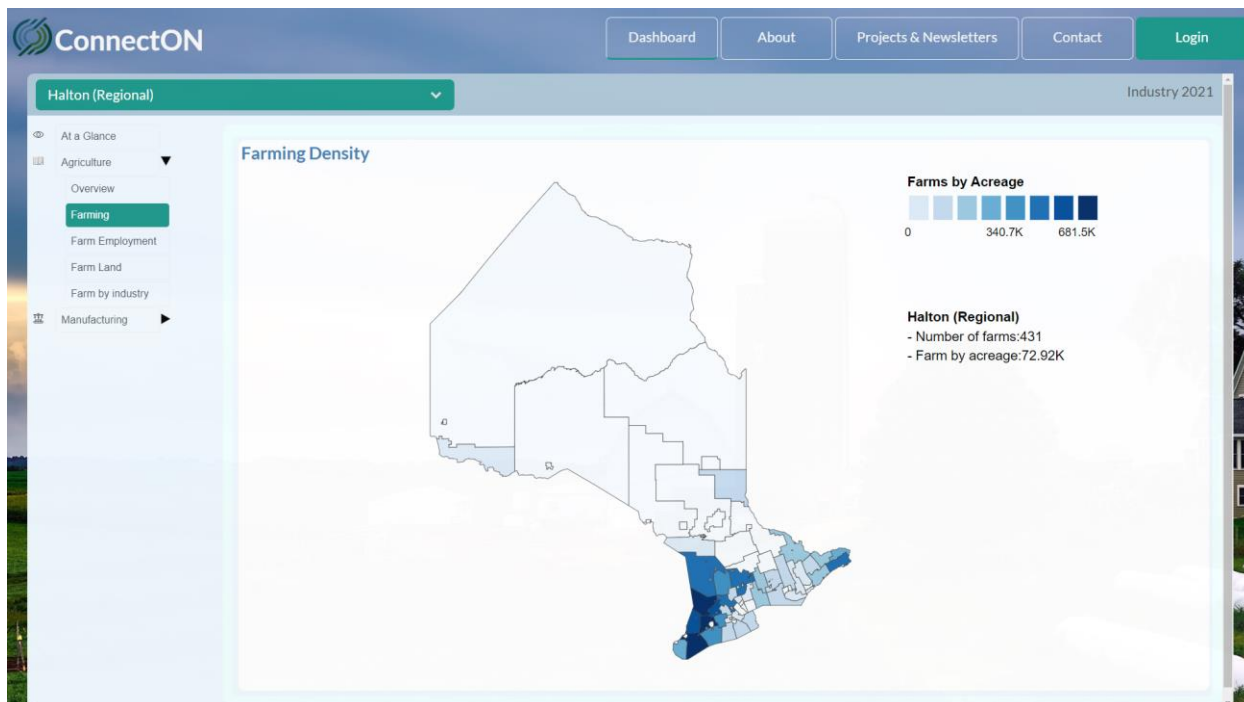 ConnectON
Dashboard
About
Projects & Newsletters
Contact
Login
Halton (Regional)
Industry 2021
At a Glance
Agriculture
Overview
Farming
Farm Employment
Farm Land
Farm by industry
Manufacturing
Farming Density
Farms by Acreage
0 340.7K 681.5K
Halton (Regional)
- Number of farms:431
- Farm by acreage:72.92K